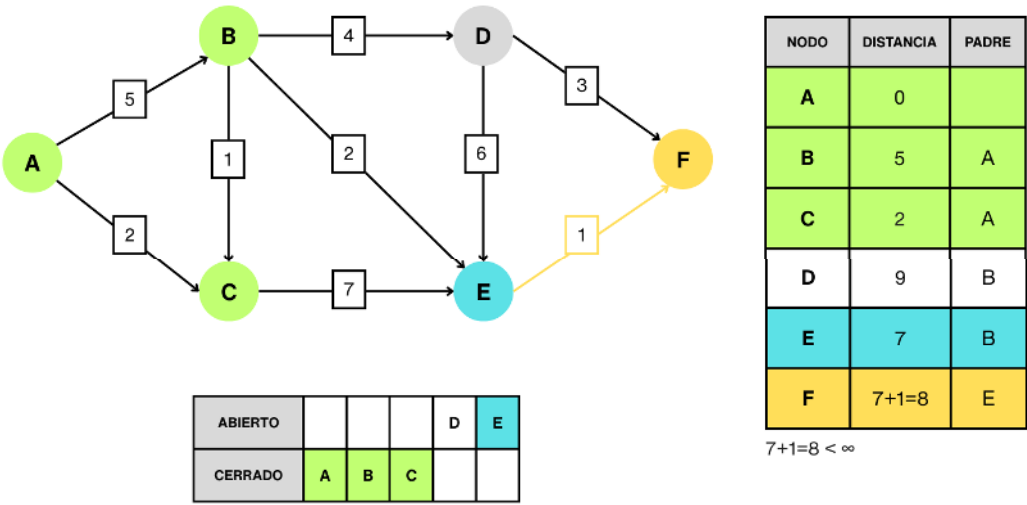 B
4
D
5
3
A
1
2
6
F
2
1
C
7
E
NODO DISTANCIA PADRE
A 0
B 5 A
C 2 A
D 9 B
E 7 B
F 7+1=8 E
7+1=8 < ∞
ABIERTO D E
CERRADO A B C